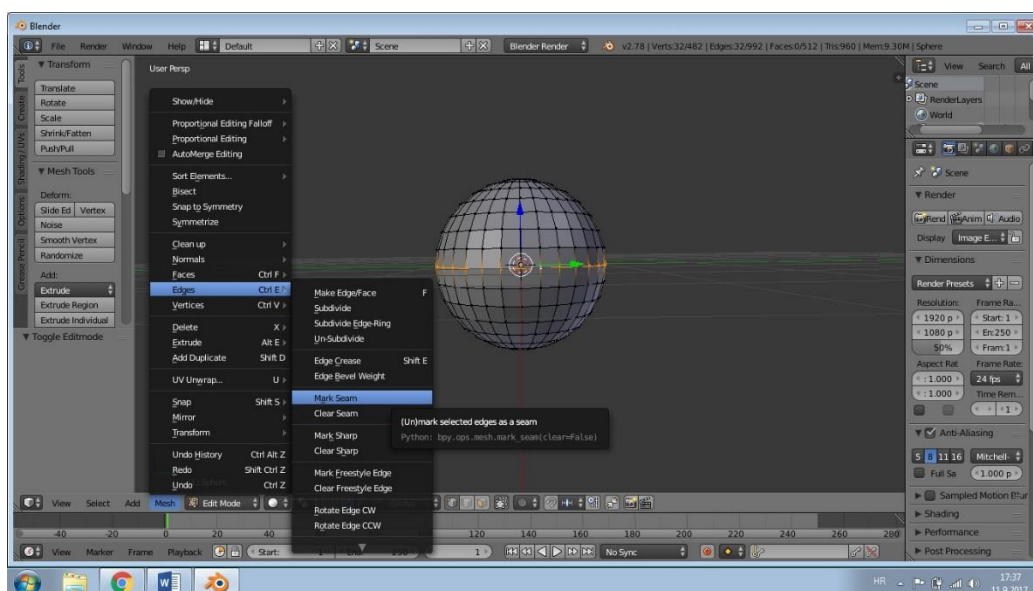 Blender
File Render Window Help Default Scene Blender Render v2.78 | Verts:32/482 | Edges:32/992 | Faces:0/512 | Tris:960 | Mem:9.30M | Sphere
Tools
Create
Shading / UVs
Options
Grease Pencil
Transform
Translate
Rotate
Scale
Shrink/Fatten
Push/Pull
Mesh Tools
Deform:
Slide Ed Vertex
Noise
Smooth Vertex
Randomize
Add:
Extrude
Extrude Region
Extrude Individual
Toggle Editmode
User Persp
Show/Hide
Proportional Editing Falloff
Proportional Editing
AutoMerge Editing
Sort Elements...
Bisect
Snap to Symmetry
Symmetrize
Clean up
Normals
Faces Ctrl F
Edges Ctrl E
Vertices Ctrl V
Delete X
Extrude Alt E
Add Duplicate Shift D
UV Unwrap... U
Snap Shift S
Mirror
Transform
Undo History Ctrl Alt Z
Redo Shift Ctrl Z
Undo Ctrl Z
Make Edge/Face F
Subdivide
Subdivide Edge-Ring
Un-Subdivide
Edge Crease Shift E
Edge Bevel Weight
Mark Seam
Clear Seam
Mark Sharp
Clear Sharp
Mark Freestyle Edge
Clear Freestyle Edge
Rotate Edge CW
Rotate Edge CCW
(Un)mark selected edges as a seam
Python: bpy.ops.mesh.mark_seam(clear=False)
View Search All
Scene
RenderLayers
World
Scene
Render
Rend Anim Audio
Display Image E...
Dimensions
Render Presets
Resolution: Frame Ra...
1920 p Start: 1
1080 p En:250
50% Fram:1
Aspect Rat Frame Rate:
: 1.000 24 fps
: 1.000 Time Rem...
1
Anti-Aliasing
5 8 11 16 Mitchell-
Full Sa 1.000 p
Sampled Motion Blur
Shading
Performance
Post Processing
View Select Add Mesh Edit Mode
-40 -20 0 20 40 120 140 160 180 200 220 240 260 280
View Marker Frame Playback Start: 1 250 1 No Sync
HR 17:37
11.9.2017